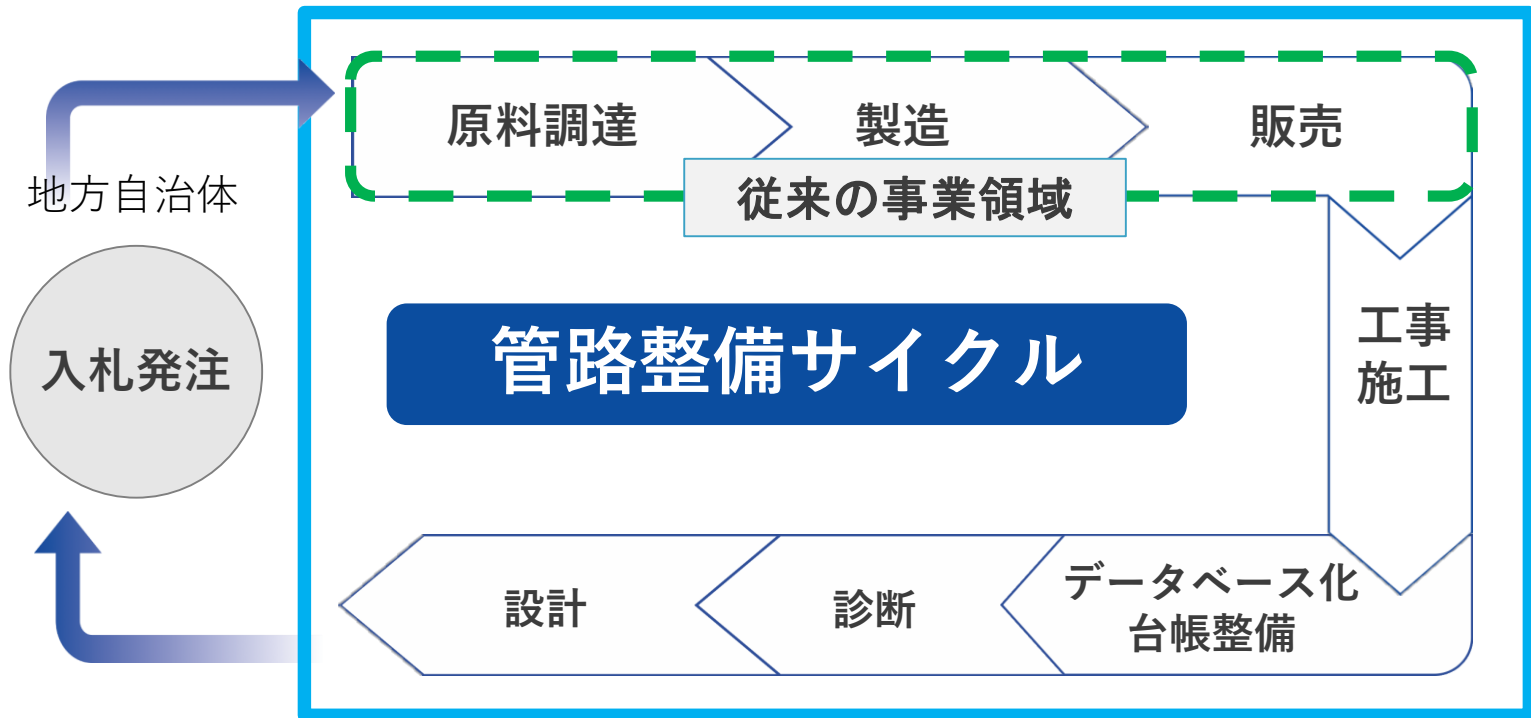 原料調達
製造
販売
従来の事業領域
地方自治体
入札発注
管路整備サイクル
工事
施工
設計
診断
データベース化
台帳整備